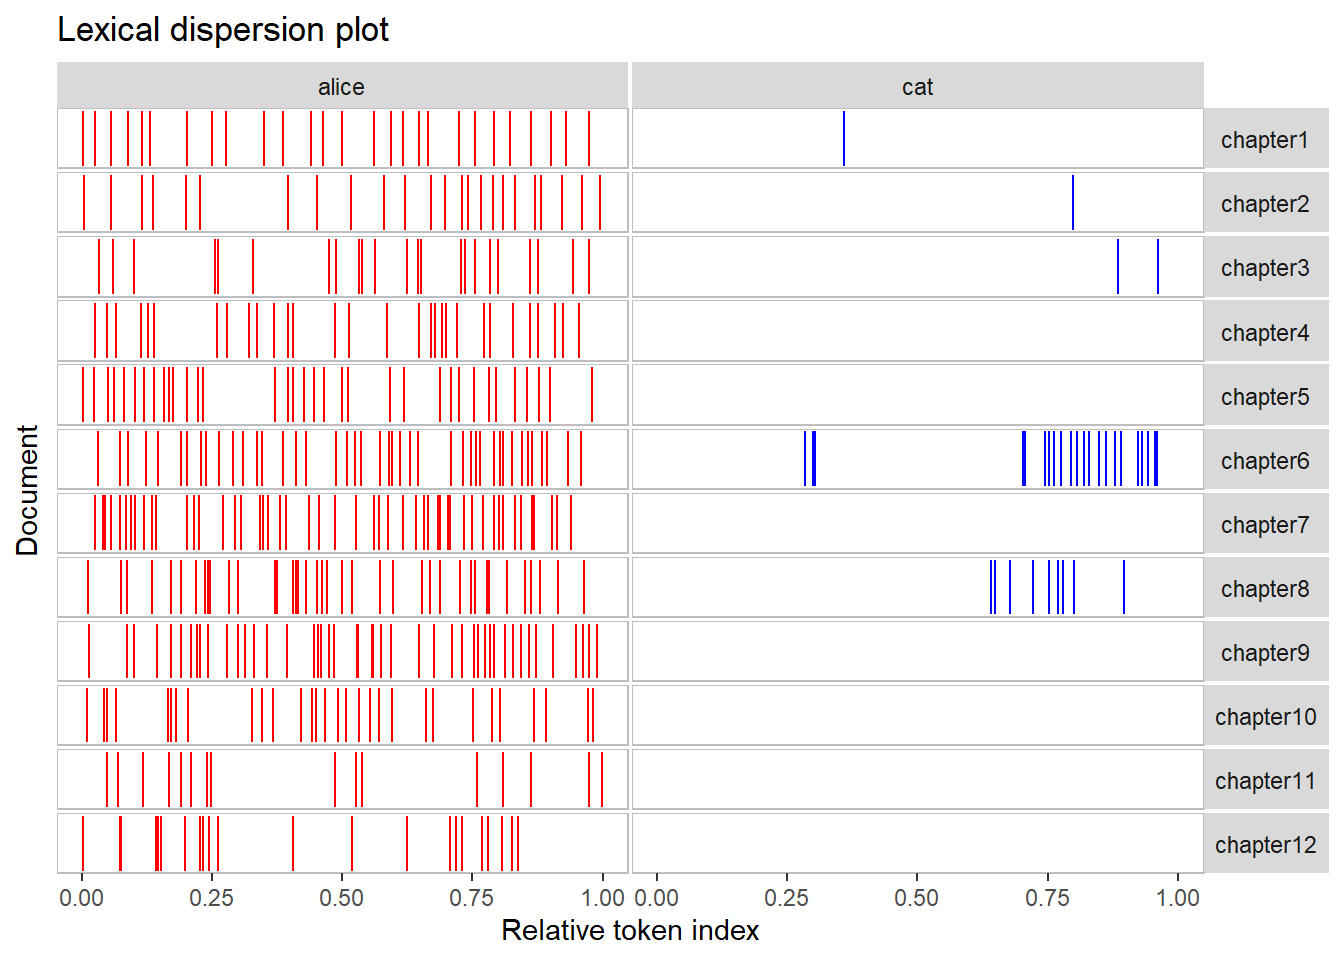 Lexical dispersion plot
alice cat
chapter1
chapter2
chapter3
chapter4
chapter5
chapter6
chapter7
chapter8
chapter9
chapter10
chapter11
chapter12
Document
0.00 0.25 0.50 0.75 1.00 0.00 0.25 0.50 0.75 1.00
Relative token index